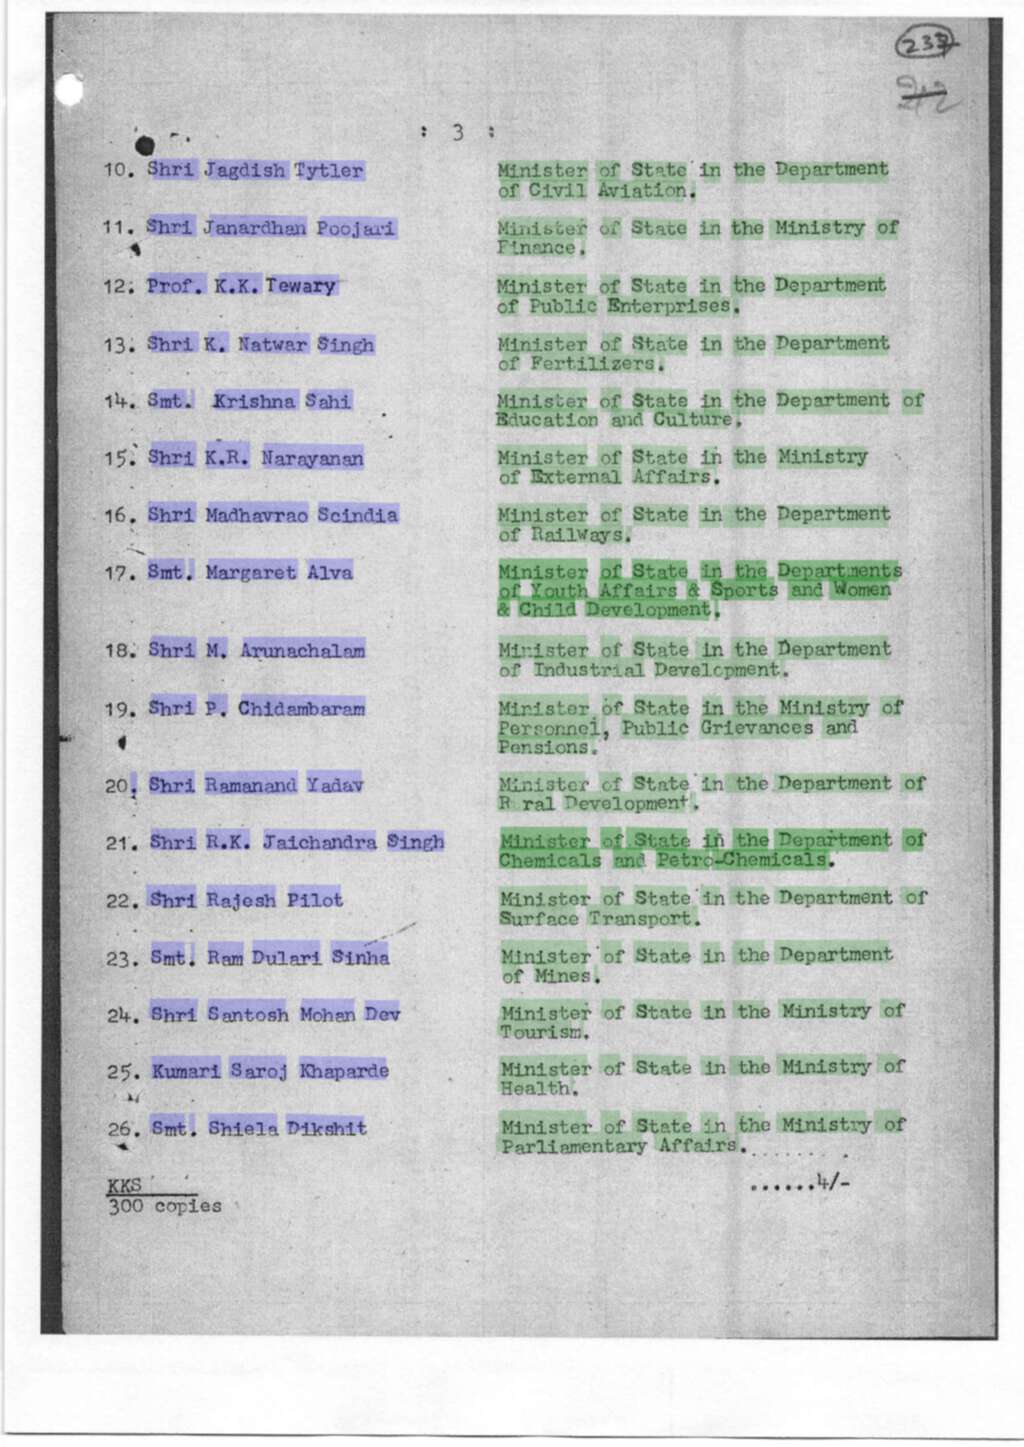 237
212
: 3 :
10. Shri Jagdish Tytler Minister of State in the Department
of Civil Aviation.
11. Shri Janardhan Poojari Minister of State in the Ministry of
Finance.
12. Prof. K.K. Tewary Minister of State in the Department
of Public Enterprises.
13. Shri K. Natwar Singh Minister of State in the Department
of Fertilizers.
14. Smt. Krishna Sahi Minister of State in the Department of
Education and Culture.
15. Shri K.R. Narayanan Minister of State in the Ministry
of External Affairs.
16. Shri Madhavrao Scindia Minister of State in the Department
of Railways.
17. Smt. Margaret Alva Minister of State in the Departments
of Youth Affairs & Sports and Women
& Child Development.
18. Shri M. Arunachalam Minister of State in the Department
of Industrial Development.
19. Shri P. Chidambaram Minister of State in the Ministry of
Personnel, Public Grievances and
Pensions.
20. Shri Ramanand Yadav Minister of State in the Department of
R ral Development.
21. Shri R.K. Jaichandra Singh Minister of State in the Department of
Chemicals and Petro-Chemicals.
22. Shri Rajesh Pilot Minister of State in the Department of
Surface Transport.
23. Smt. Ram Dulari Sinha Minister of State in the Department
of Mines.
24. Shri Santosh Mohan Dev Minister of State in the Ministry of
Tourism.
25. Kumari Saroj Khaparde Minister of State in the Ministry of
Health.
26. Smt. Shiela Dikshit Minister of State in the Ministry of
Parliamentary Affairs.
KKS ......4/-
300 copies